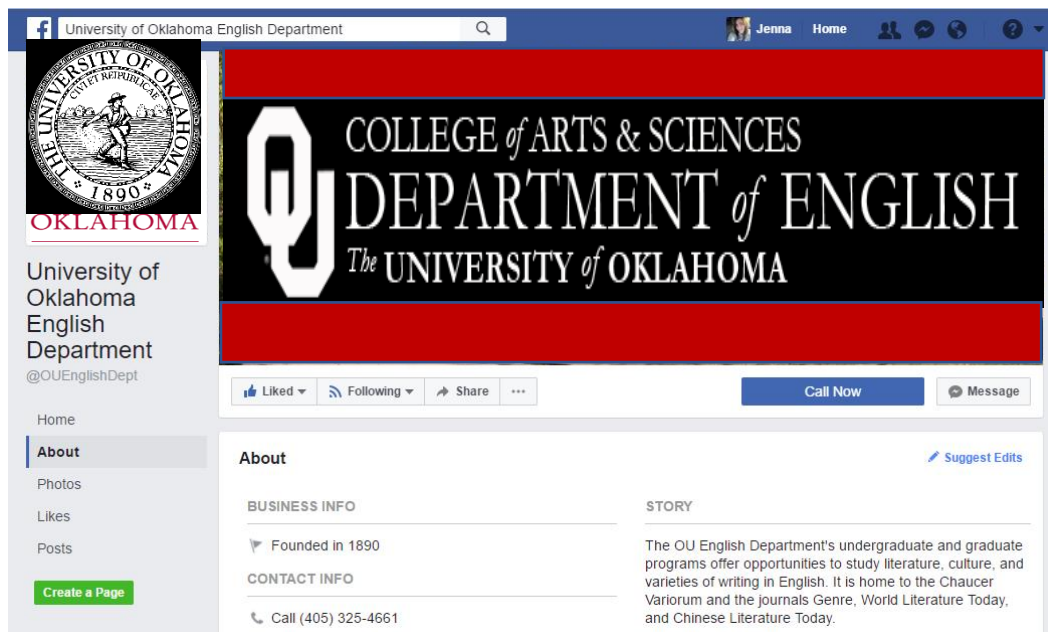 f
University of Oklahoma English Department
Jenna
Home
?
THE UNIVERSITY OF OKLAHOMA
CIVI ET REIPUBLICAE
1890
OKLAHOMA
COLLEGE of ARTS & SCIENCES
OU
DEPARTMENT of ENGLISH
The UNIVERSITY of OKLAHOMA
University of
Oklahoma
English
Department
@OUEnglishDept
Liked
Following
Share
...
Call Now
Message
Home
About
Photos
Likes
Posts
Create a Page
About
Suggest Edits
BUSINESS INFO
Founded in 1890
CONTACT INFO
Call (405) 325-4661
STORY
The OU English Department's undergraduate and graduate
programs offer opportunities to study literature, culture, and
varieties of writing in English. It is home to the Chaucer
Variorum and the journals Genre, World Literature Today,
and Chinese Literature Today.